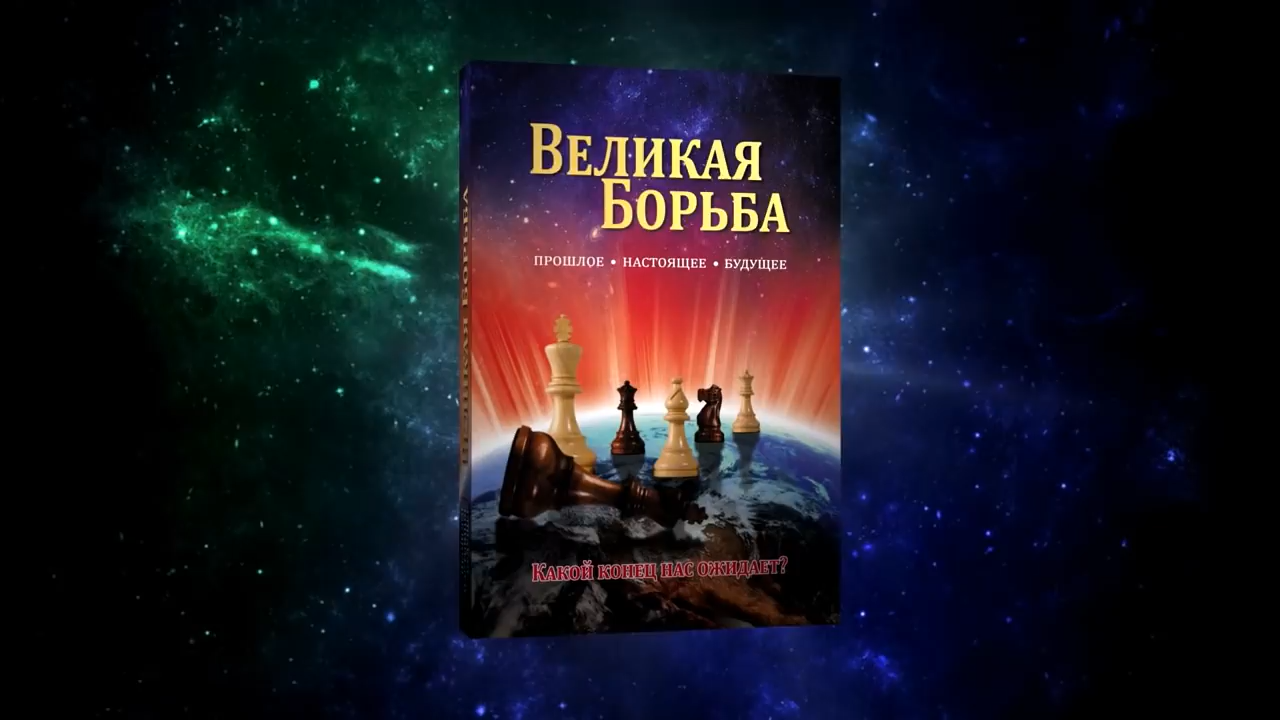 ВЕЛИКАЯ
БОРЬБА
ПРОШЛОЕ • НАСТОЯЩЕЕ • БУДУЩЕЕ
КАКОЙ КОНЕЦ НАС ОЖИДАЕТ?
ВЕЛИКАЯ БОРЬБА